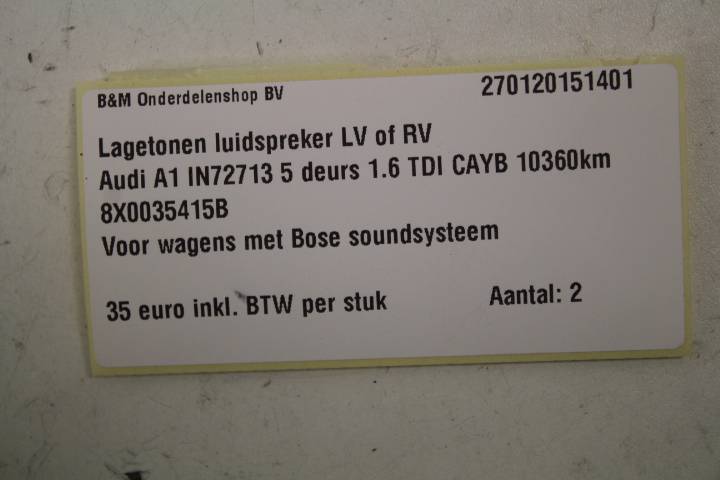 B&M Onderdelenshop BV 270120151401
Lagetonen luidspreker LV of RV
Audi A1 IN72713 5 deurs 1.6 TDI CAYB 10360km
8X0035415B
Voor wagens met Bose soundsysteem
35 euro inkl. BTW per stuk Aantal: 2